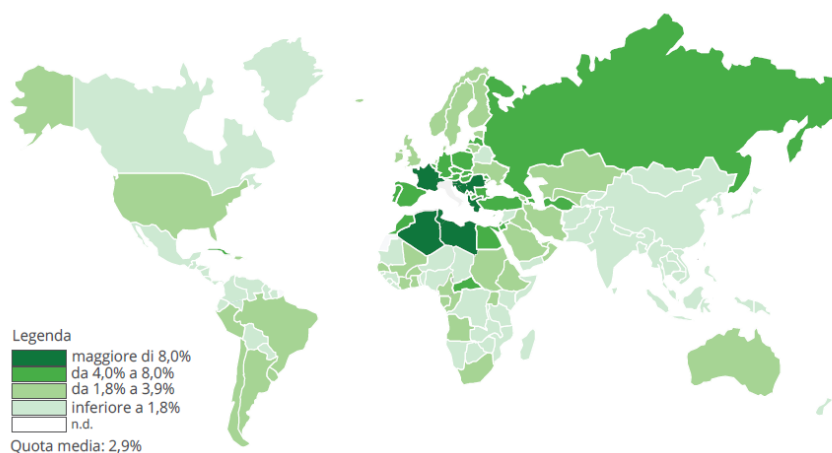 Legenda
maggiore di 8,0%
da 4,0% a 8,0%
da 1,8% a 3,9%
inferiore a 1,8%
n.d.
Quota media: 2,9%